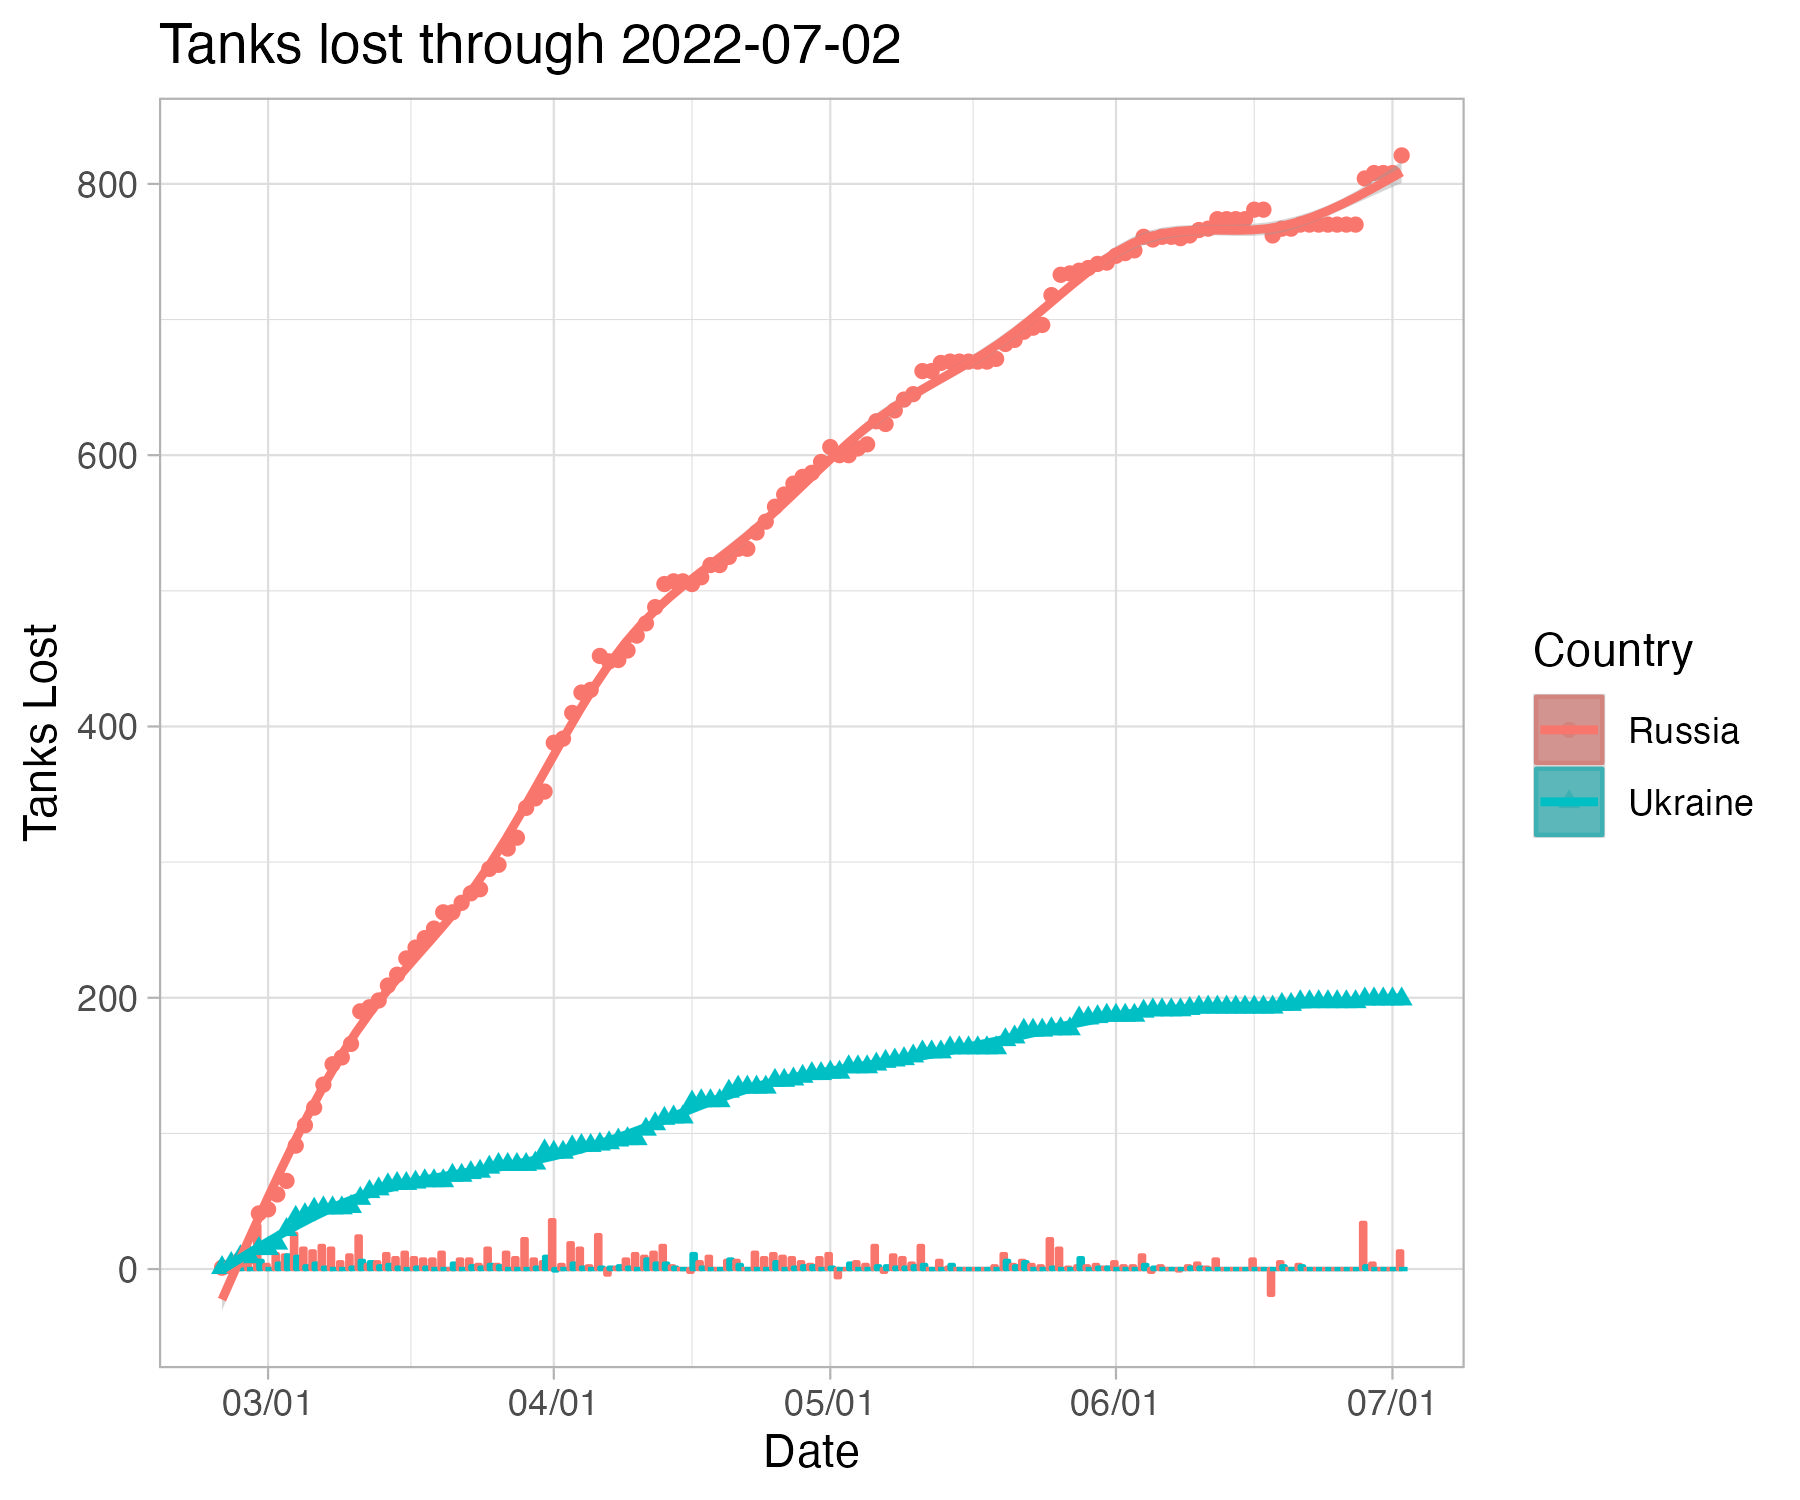 Tanks lost through 2022-07-02
800
600
400
200
0
Tanks Lost
03/01 04/01 05/01 06/01 07/01
Date
Country
Russia
Ukraine